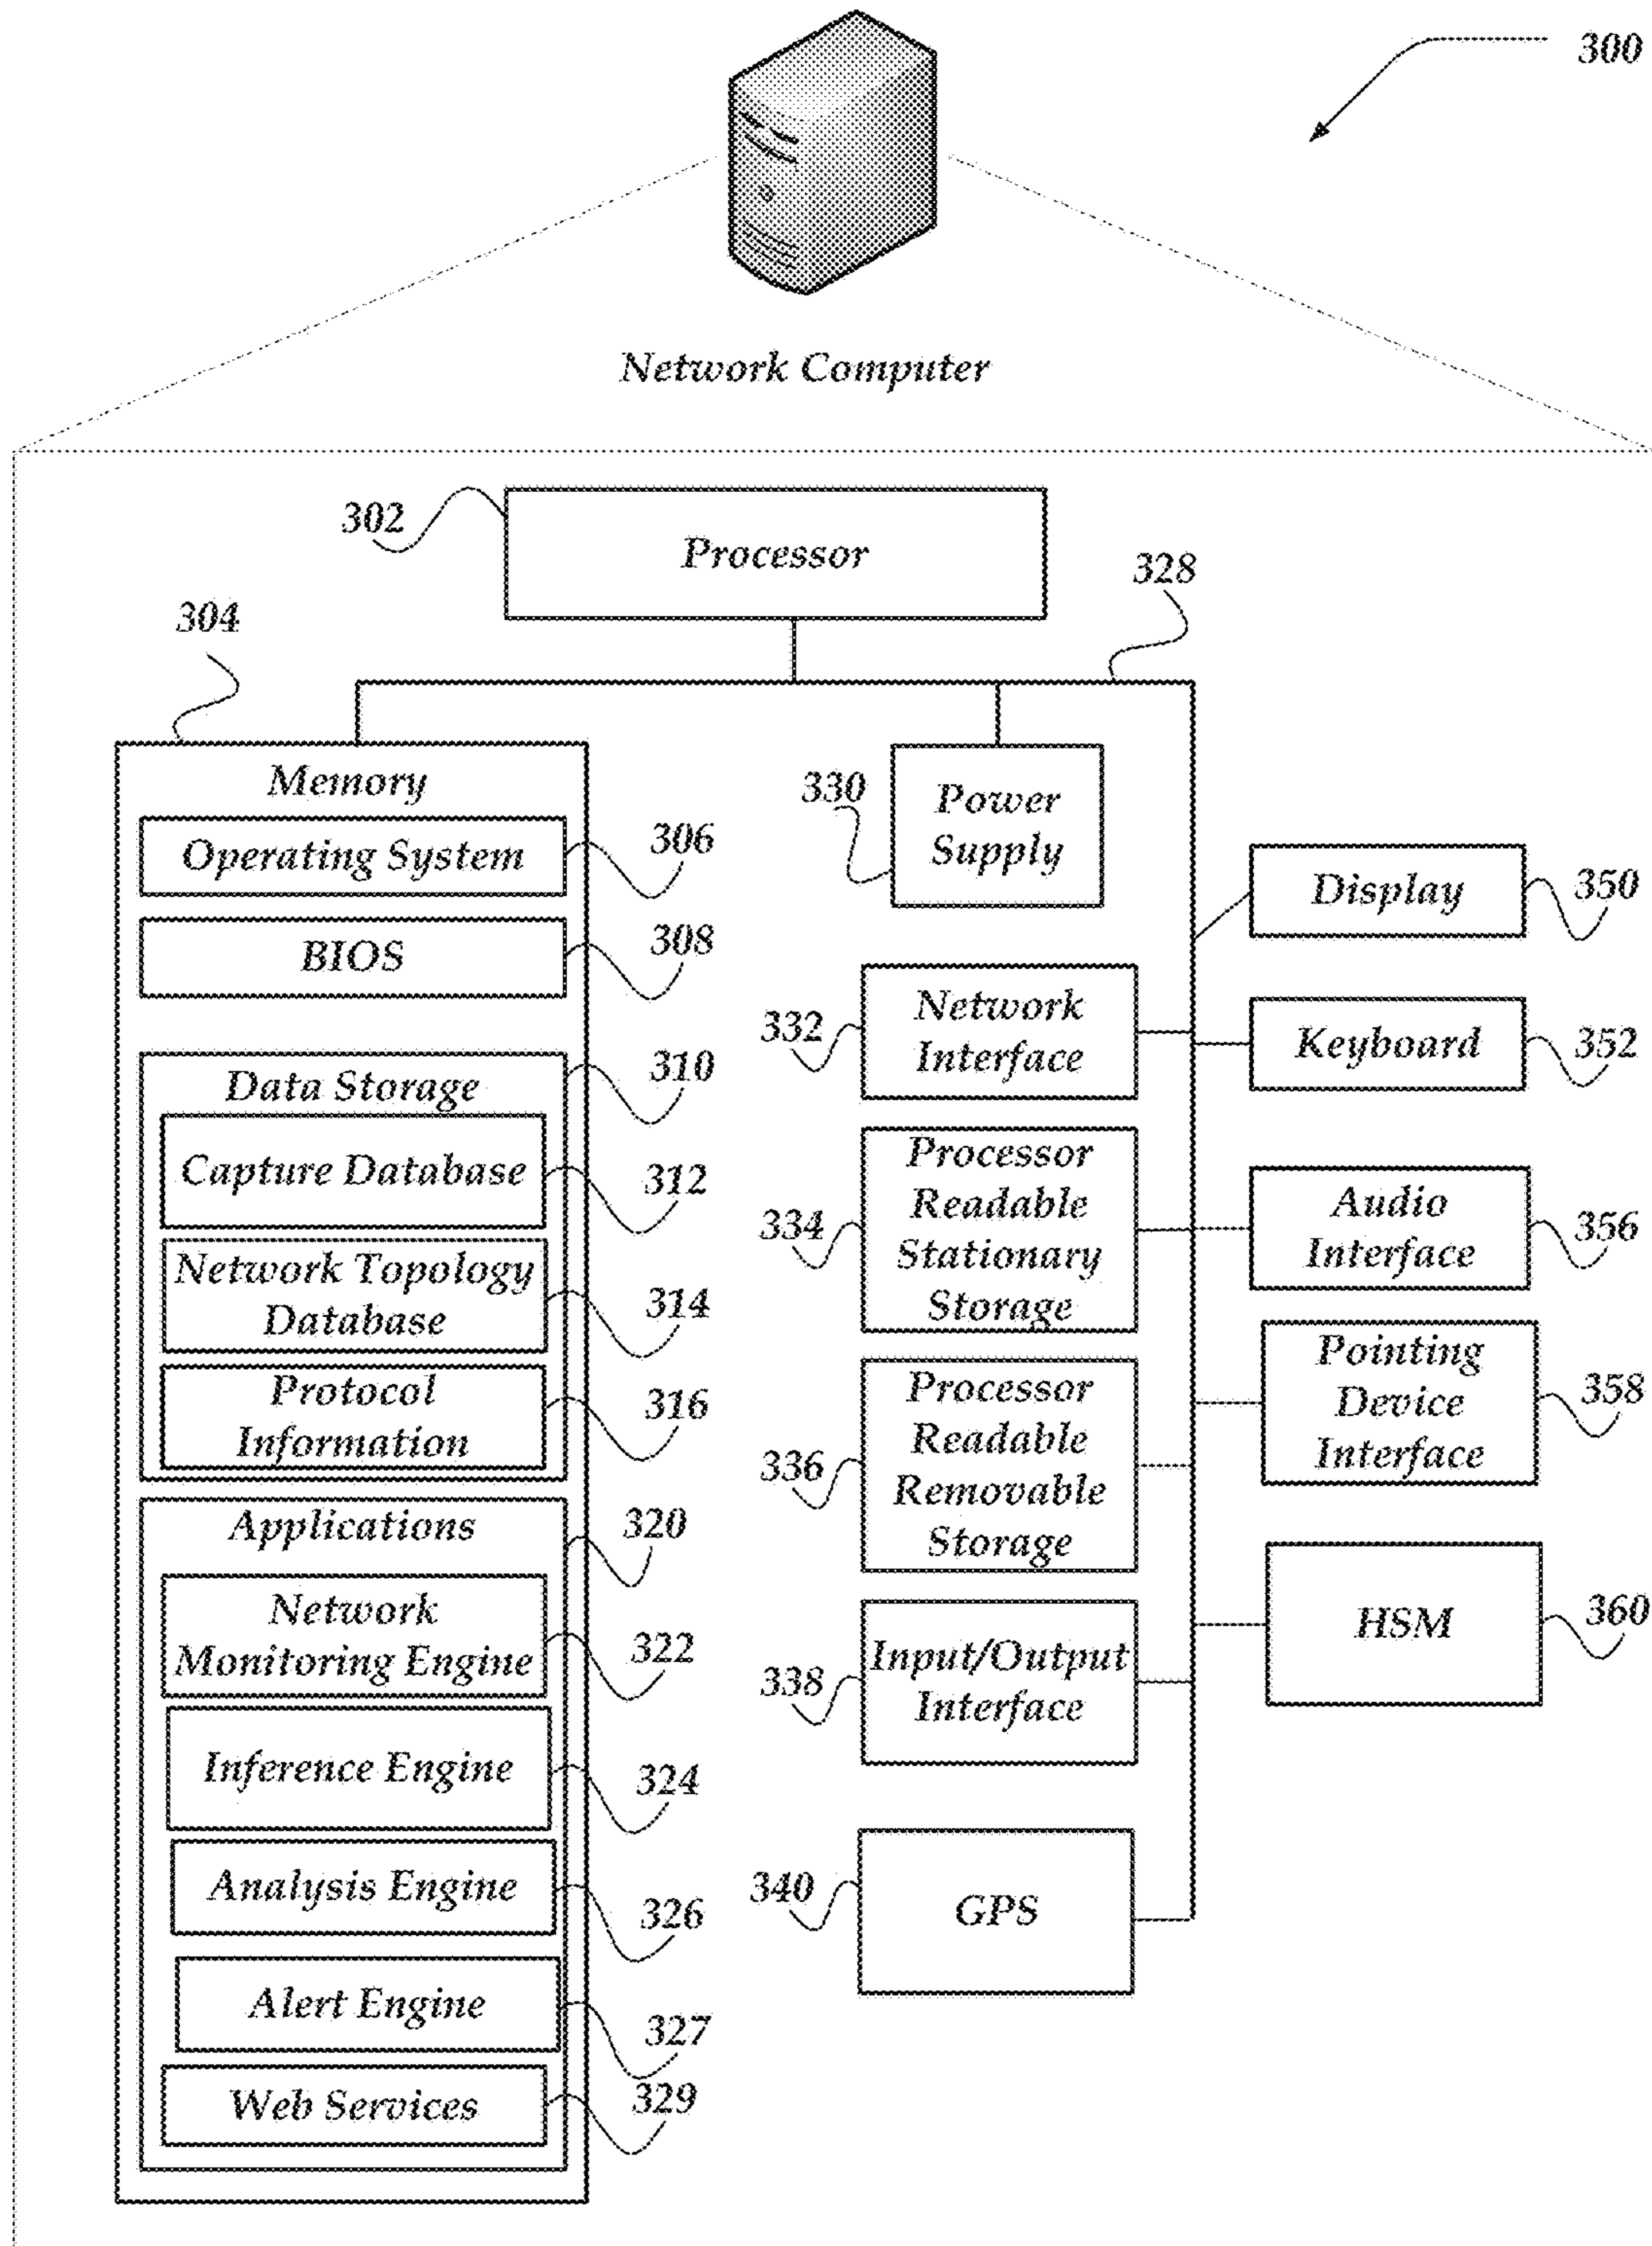 300
Network Computer
302
Processor
328
304
Memory
Operating System
306
BIOS
308
Data Storage
310
Capture Database
312
Network Topology
Database
314
Protocol
Information
316
Applications
320
Network
Monitoring Engine
322
Inference Engine
324
Analysis Engine
326
Alert Engine
327
Web Services
329
330
Power
Supply
332
Network
Interface
334
Processor
Readable
Stationary
Storage
336
Processor
Readable
Removable
Storage
338
Input/Output
Interface
340
GPS
Display
350
Keyboard
352
Audio
Interface
356
Pointing
Device
Interface
358
HSM
360